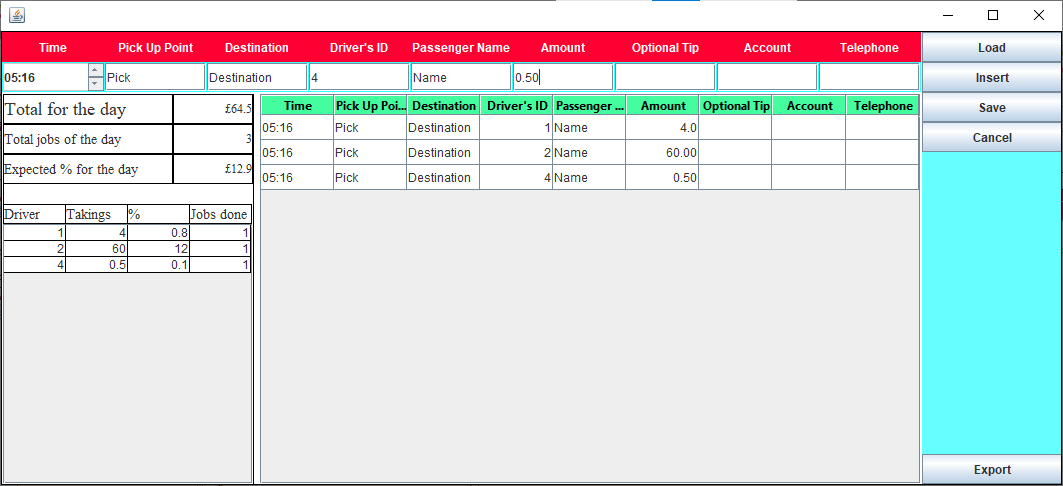 Time Pick Up Point Destination Driver's ID Passenger Name Amount Optional Tip Account Telephone Load
05:16 Pick Destination 4 Name 0.50 Insert
Total for the day £64.5
Total jobs of the day 3
Expected % for the day £12.9
Driver Takings % Jobs done
1 4 0.8 1
2 60 12 1
4 0.5 0.1 1
Time Pick Up Poi... Destination Driver's ID Passenger ... Amount Optional Tip Account Telephone
05:16 Pick Destination 1 Name 4.0
05:16 Pick Destination 2 Name 60.00
05:16 Pick Destination 4 Name 0.50
Save
Cancel
Export